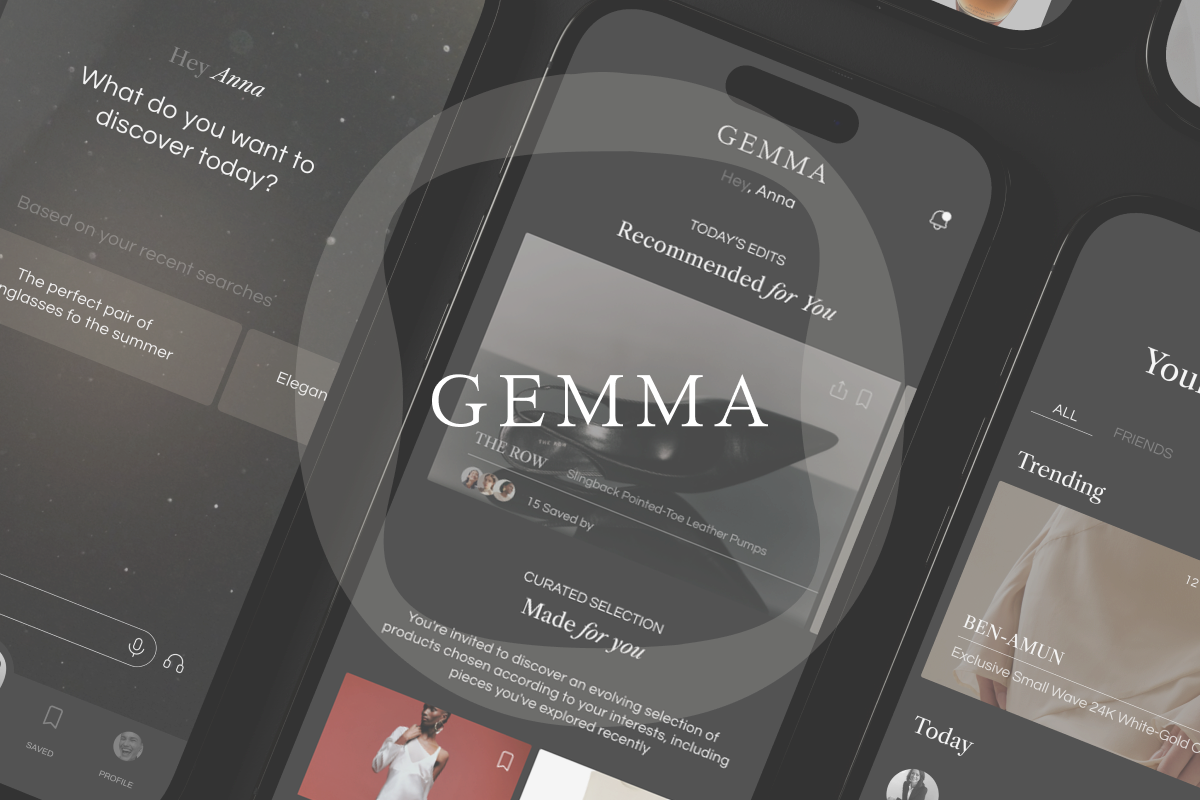 Hey Anna
What do you want to
discover today?
Based on your recent searches
The perfect pair of
nglasses fo the summer
Elegan
SAVED
PROFILE
GEMMA
Hey, Anna
TODAY'S EDITS
Recommended for You
GEMMA
THE ROW
Slingback Pointed-Toe Leather Pumps
15 Saved by
CURATED SELECTION
Made for you
You're invited to discover an evolving selection of
products chosen according to your interests, including
pieces you've explored recently
You
ALL
FRIENDS
Trending
12
BEN-AMUN
Exclusive Small Wave 24K White-Gold
Today